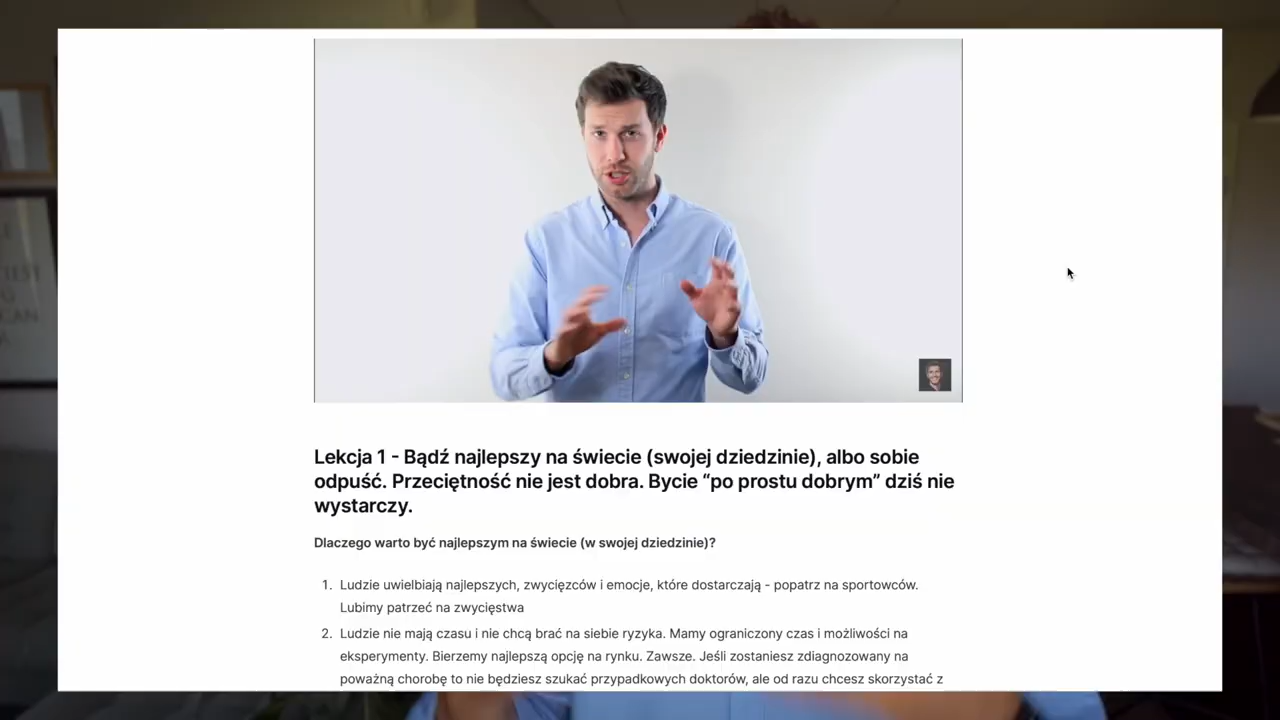 Lekcja 1 - Bądź najlepszy na świecie (swojej dziedzinie), albo sobie
odpuść. Przeciętność nie jest dobra. Bycie “po prostu dobrym” dziś nie
wystarczy.
Dlaczego warto być najlepszym na świecie (w swojej dziedzinie)?
1. Ludzie uwielbiają najlepszych, zwycięzców i emocje, które dostarczają - popatrz na sportowców.
Lubimy patrzeć na zwycięstwa
2. Ludzie nie mają czasu i nie chcą brać na siebie ryzyka. Mamy ograniczony czas i możliwości na
eksperymenty. Bierzemy najlepszą opcję na rynku. Zawsze. Jeśli zostaniesz zdiagnozowany na
poważną chorobę to nie będziesz szukać przypadkowych doktorów, ale od razu chcesz skorzystać z